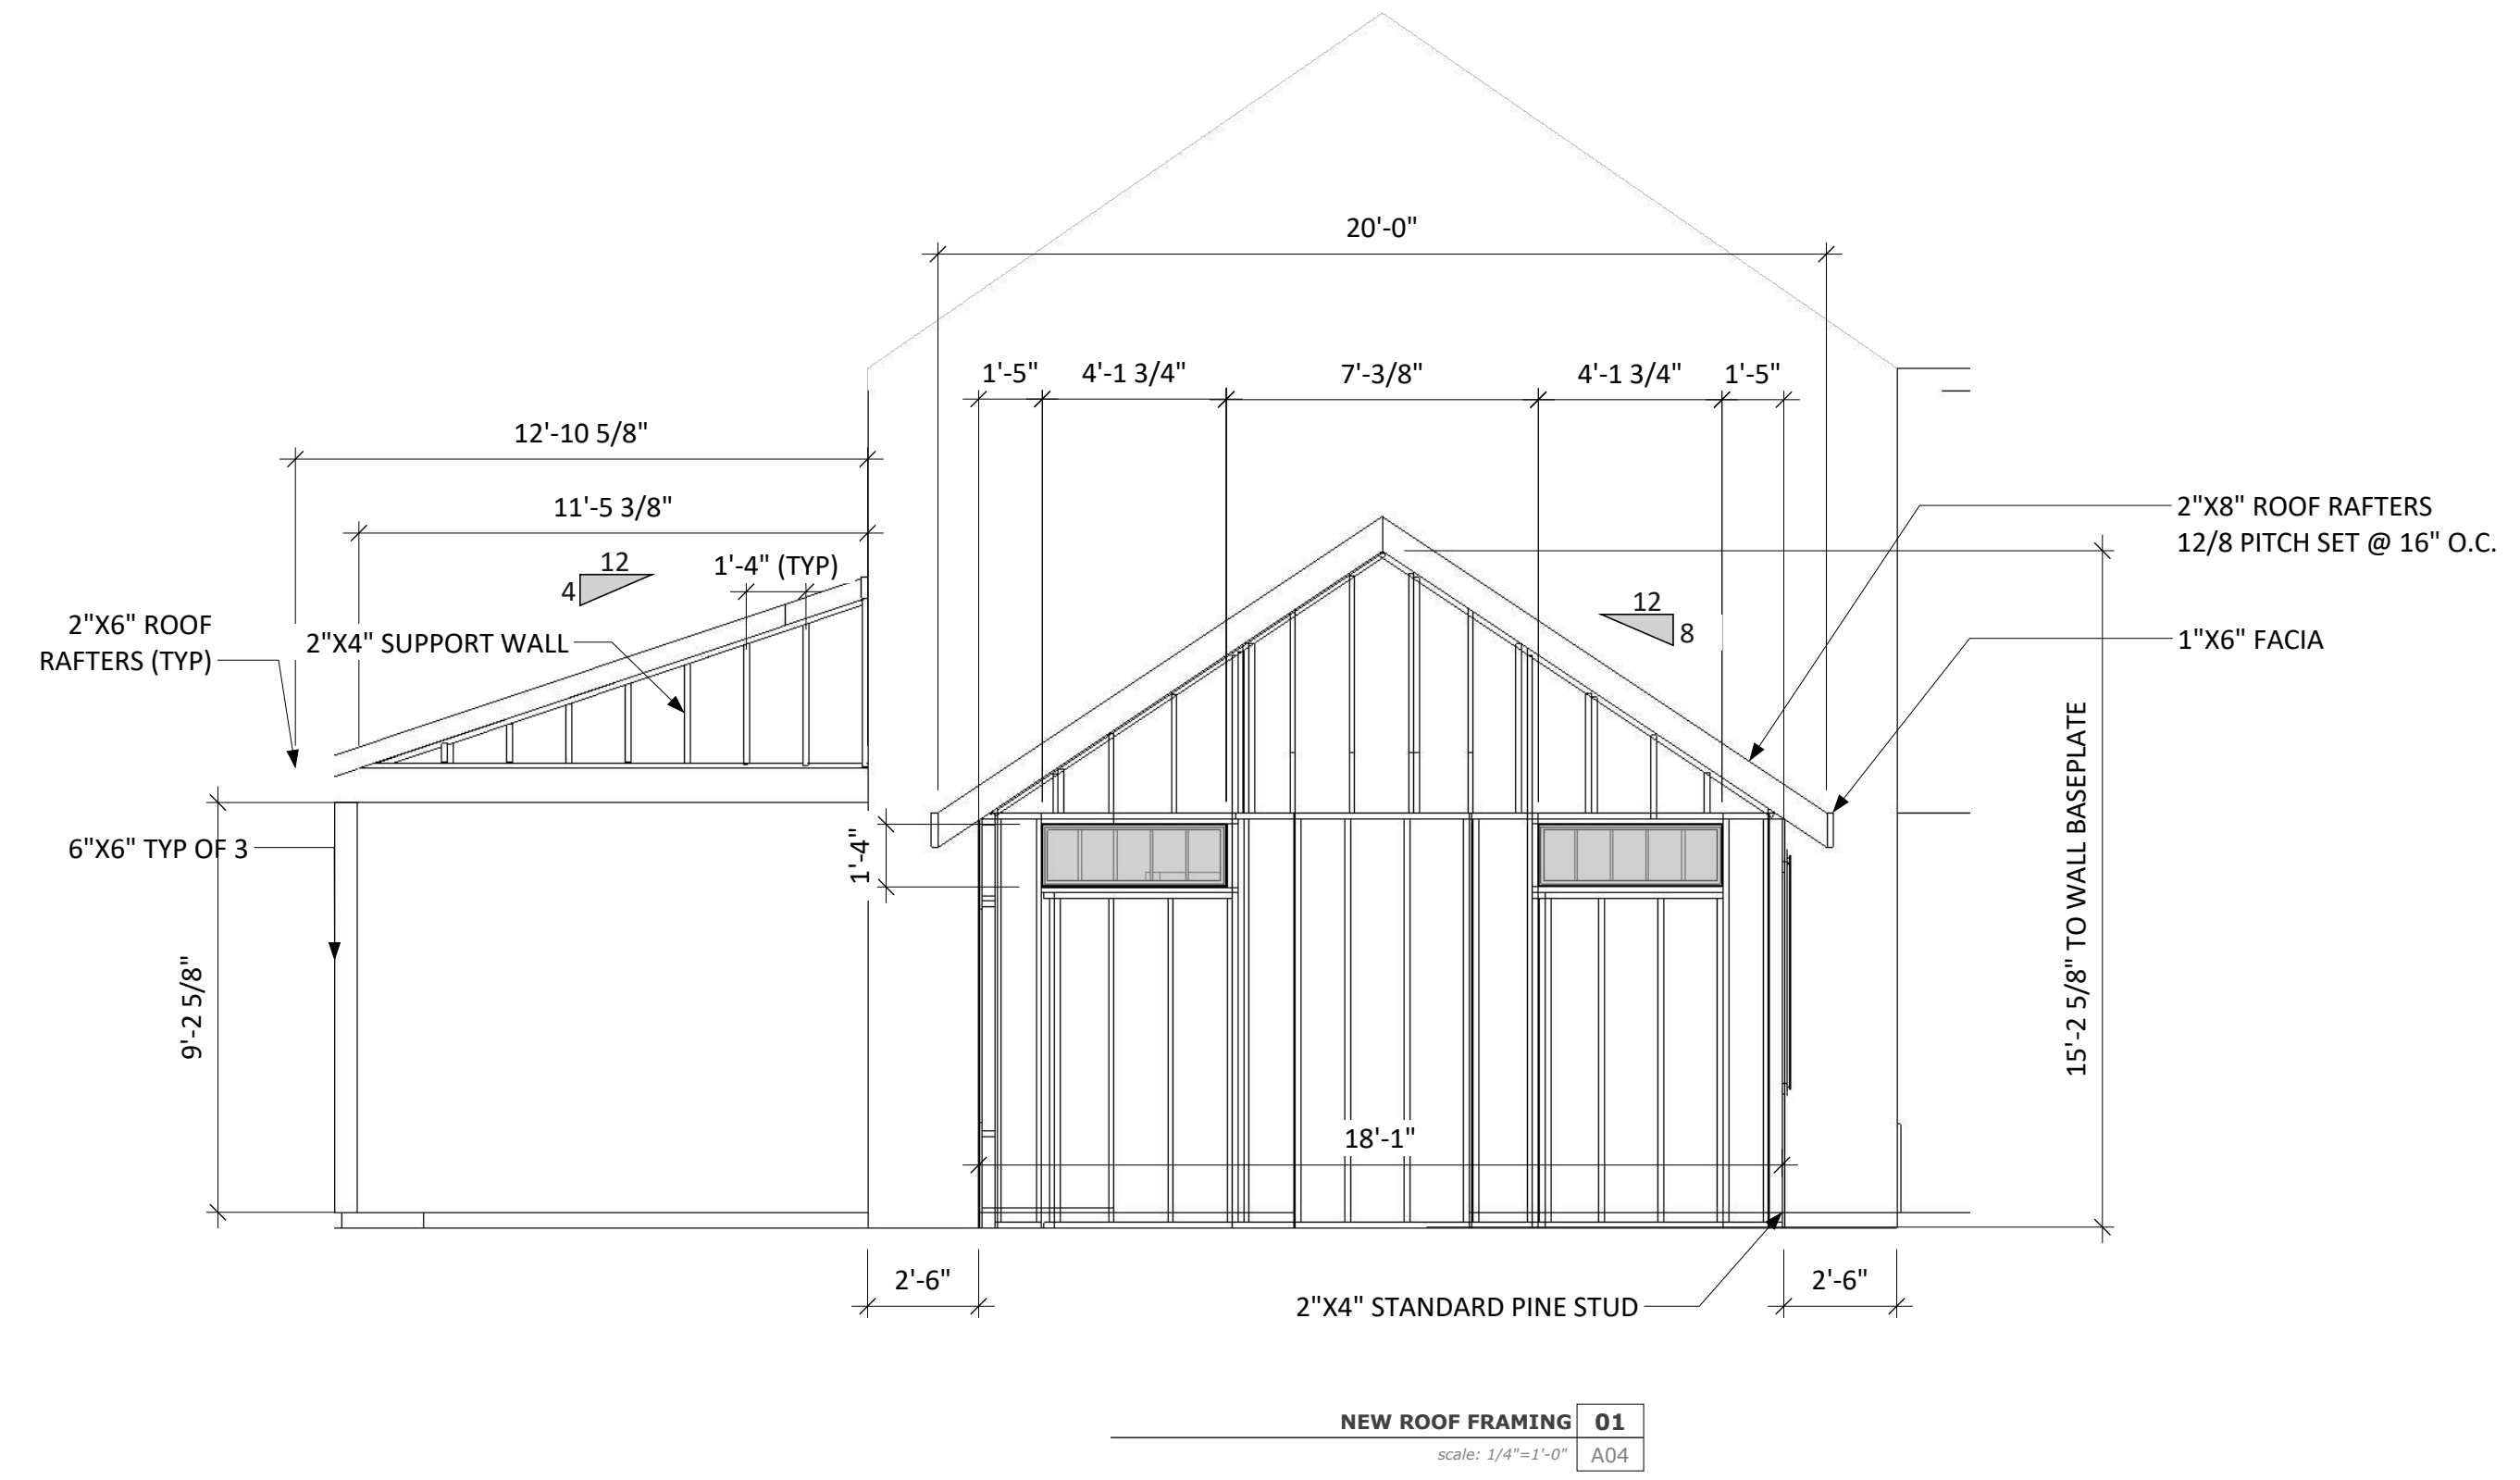 20'-0"
1'-5"
4'-1 3/4"
7'-3/8"
4'-1 3/4"
1'-5"
12'-10 5/8"
11'-5 3/8"
12
4
1'-4" (TYP)
2"X8" ROOF RAFTERS
12/8 PITCH SET @ 16" O.C.
2"X6" ROOF
RAFTERS (TYP)
2"X4" SUPPORT WALL
12
8
1"X6" FACIA
6"X6" TYP OF 3
1'-4"
9'-2 5/8"
15'-2 5/8" TO WALL BASEPLATE
18'-1"
2'-6"
2'-6"
2"X4" STANDARD PINE STUD
NEW ROOF FRAMING 01
scale: 1/4"=1'-0" A04